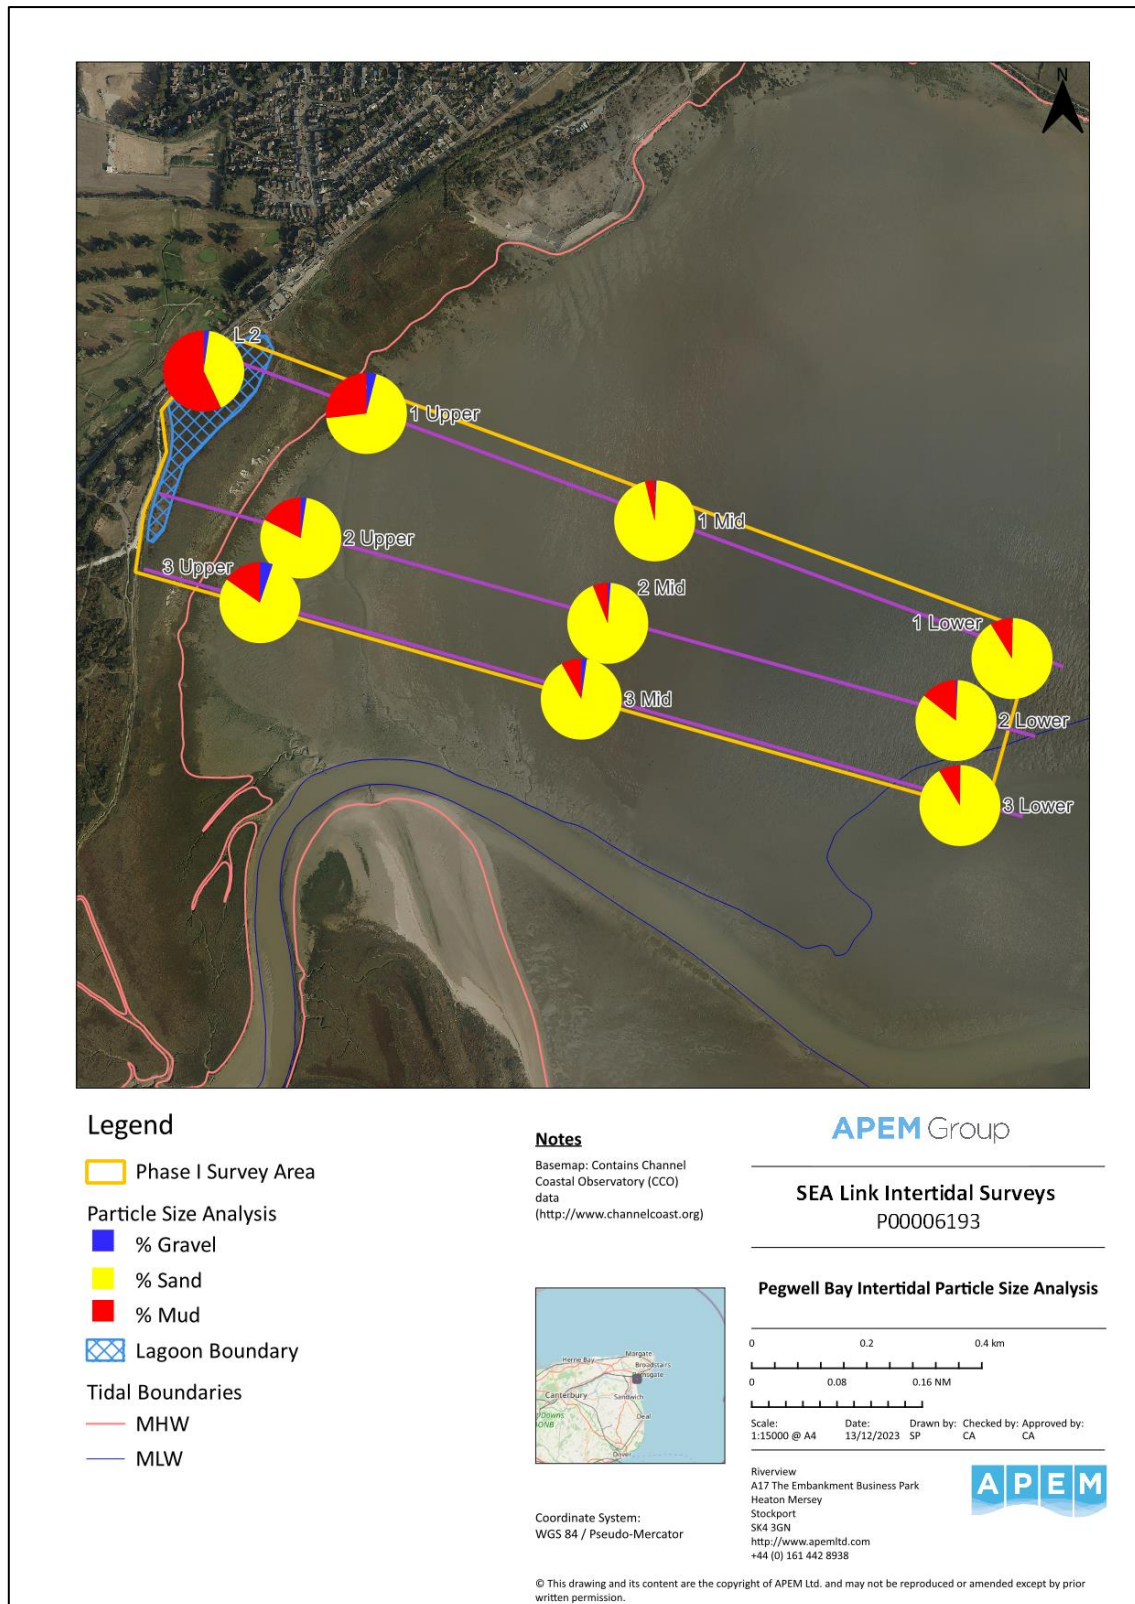 N
L 2
1 Upper
1 Mid
2 Upper
3 Upper
2 Mid
1 Lower
3 Mid
2 Lower
3 Lower
Legend
Phase I Survey Area
Particle Size Analysis
% Gravel
% Sand
% Mud
Lagoon Boundary
Tidal Boundaries
MHW
MLW
Notes
Basemap: Contains Channel
Coastal Observatory (CCO)
data
(http://www.channelcoast.org)
Herne Bay
Margate
Broadstairs
Ramsgate
Canterbury
Sandwich
Deal
Dover
Coordinate System:
WGS 84 / Pseudo-Mercator
APEM Group
SEA Link Intertidal Surveys
P00006193
Pegwell Bay Intertidal Particle Size Analysis
0 0.2 0.4 km
0 0.08 0.16 NM
Scale: Date: Drawn by: Checked by: Approved by:
1:15000 @ A4 13/12/2023 SP CA CA
Riverview
A17 The Embankment Business Park
Heaton Mersey
Stockport
SK4 3GN
http://www.apemltd.com
+44 (0) 161 442 8938
APEM
© This drawing and its content are the copyright of APEM Ltd. and may not be reproduced or amended except by prior
written permission.